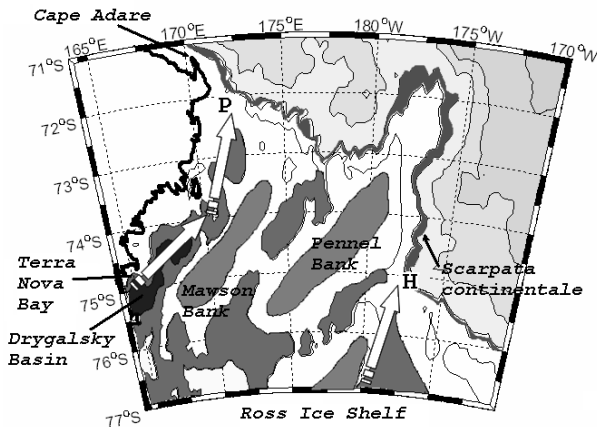 Cape Adare
165°E
170°E
175°E
180°W
175°W
170°W
71°S
72°S
73°S
74°S
75°S
76°S
77°S
P
H
Pennel
Bank
Mawson
Bank
Terra
Nova
Bay
Drygalsky
Basin
Scarpata
continentale
Ross Ice Shelf